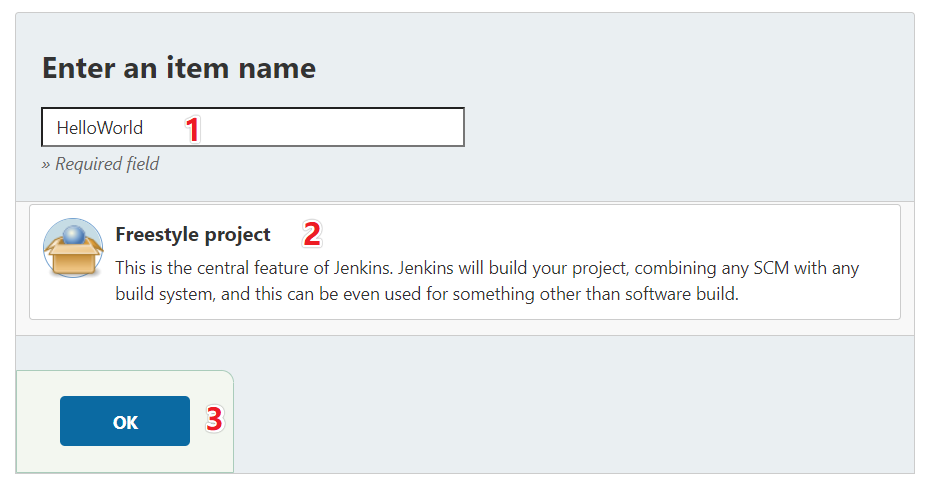 Enter an item name
HelloWorld 1
» Required field
Freestyle project 2
This is the central feature of Jenkins. Jenkins will build your project, combining any SCM with any
build system, and this can be even used for something other than software build.
OK 3